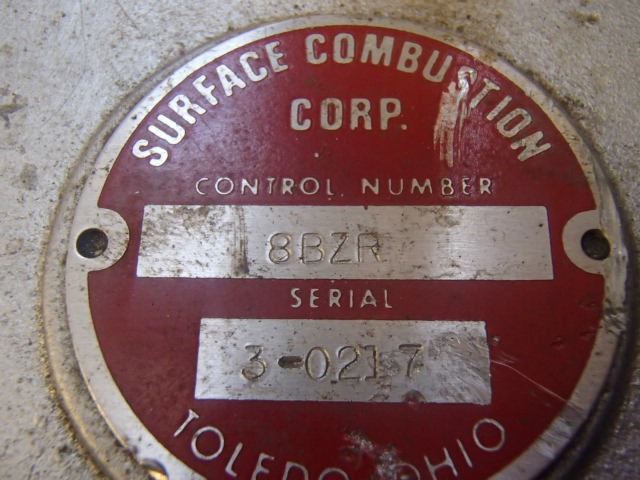 SURFACE COMBUSTION
CORP.
CONTROL NUMBER
8BZR
SERIAL
3-0217
TOLEDO, OHIO